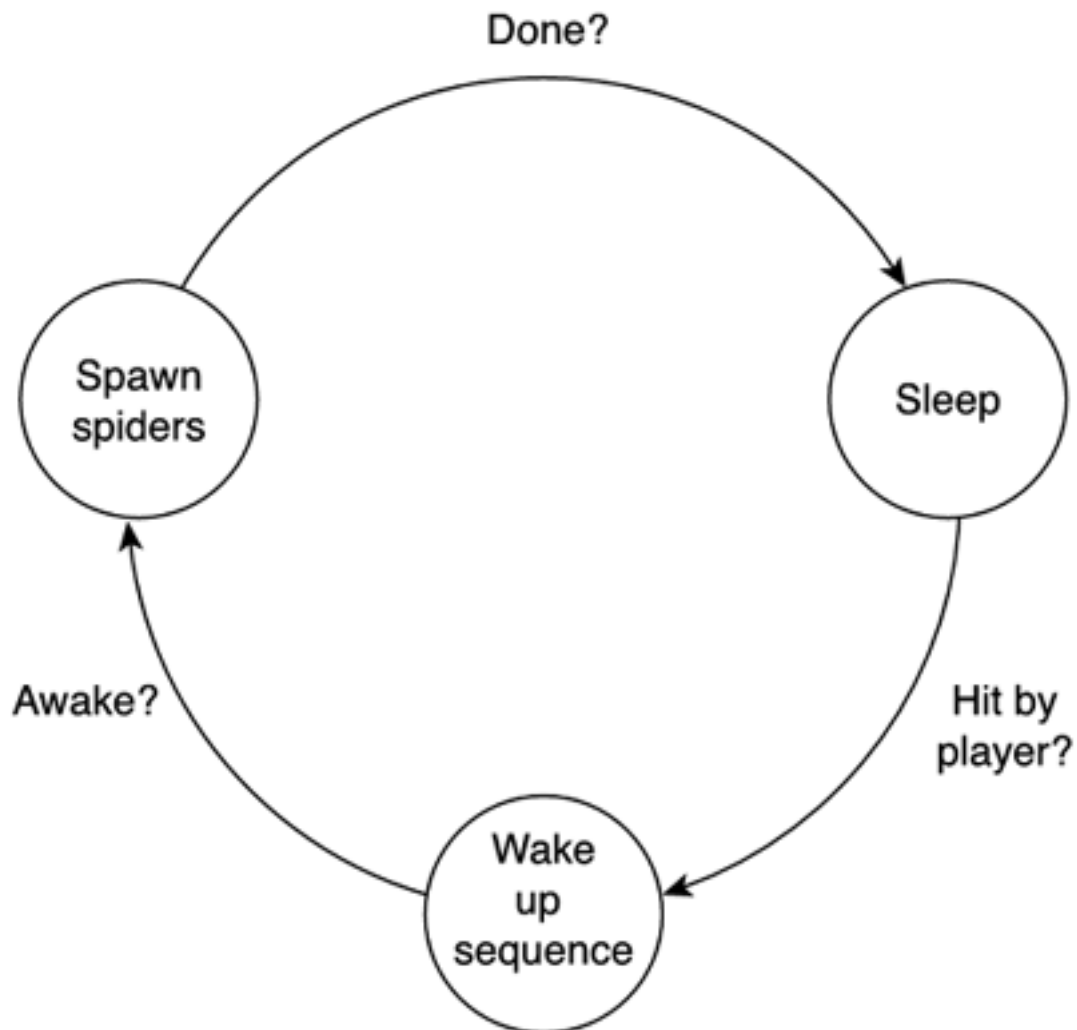 Done?
Spawn
spiders
Sleep
Awake?
Hit by
player?
Wake
up
sequence